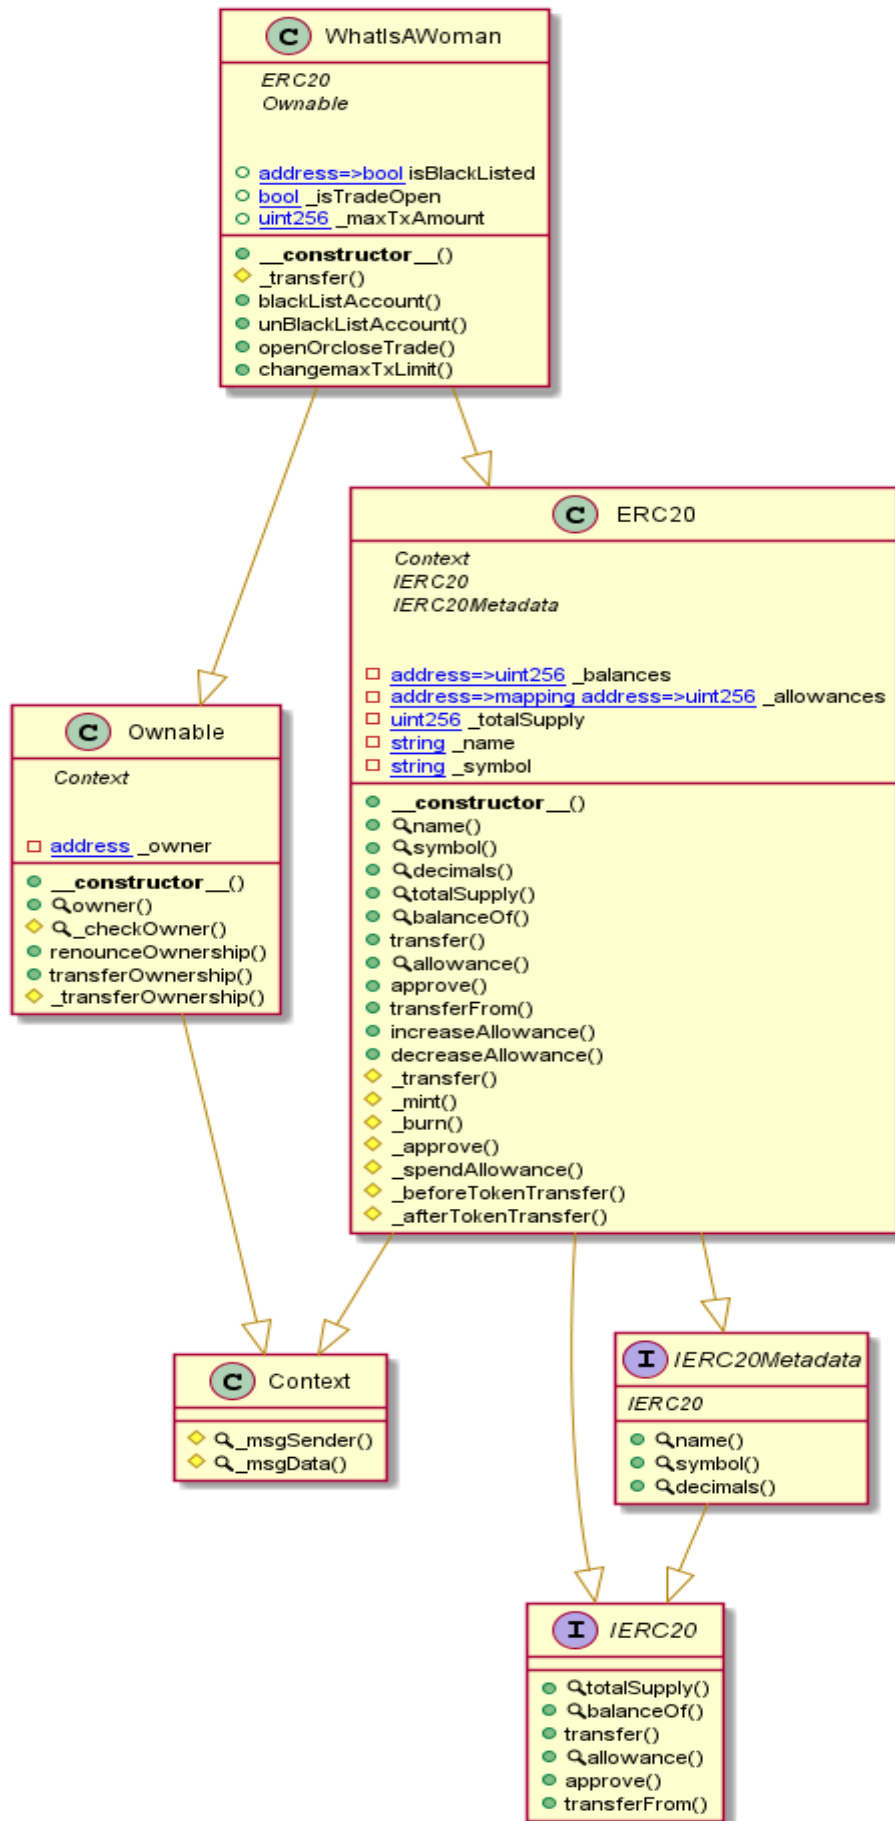 C WhatIsAWoman
ERC20
Ownable
address=>bool isBlackListed
bool _isTradeOpen
uint256 _maxTxAmount
__constructor__()
_transfer()
blackListAccount()
unBlackListAccount()
openOrcloseTrade()
changemaxTxLimit()
C ERC20
Context
IERC20
IERC20Metadata
address=>uint256 _balances
address=>mapping address=>uint256 _allowances
uint256 _totalSupply
string _name
string _symbol
__constructor__()
name()
symbol()
decimals()
totalSupply()
balanceOf()
transfer()
allowance()
approve()
transferFrom()
increaseAllowance()
decreaseAllowance()
_transfer()
_mint()
_burn()
_approve()
_spendAllowance()
_beforeTokenTransfer()
_afterTokenTransfer()
C Ownable
Context
address _owner
__constructor__()
owner()
_checkOwner()
renounceOwnership()
transferOwnership()
_transferOwnership()
C Context
_msgSender()
_msgData()
I IERC20Metadata
IERC20
name()
symbol()
decimals()
I IERC20
totalSupply()
balanceOf()
transfer()
allowance()
approve()
transferFrom()